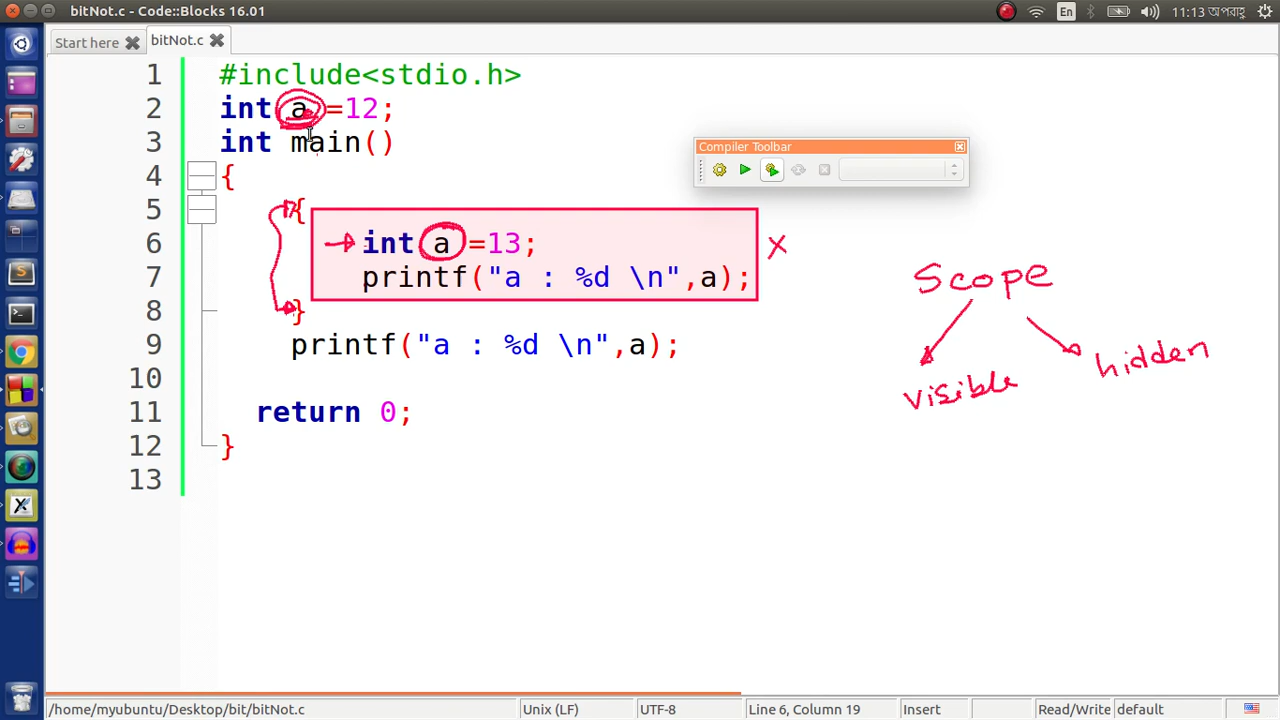 bitNot.c - Code::Blocks 16.01
En
11:13 অপরাহ্ণ
Start here
bitNot.c
1 #include<stdio.h>
2 int a =12;
3 int main()
4 {
5 {
6 int a =13;
7 printf("a : %d \n",a);
8 }
9 printf("a : %d \n",a);
10
11 return 0;
12 }
13
Compiler Toolbar
X
Scope
visible
hidden
/home/myubuntu/Desktop/bit/bitNot.c
Unix (LF)
UTF-8
Line 6, Column 19
Insert
Read/Write
default